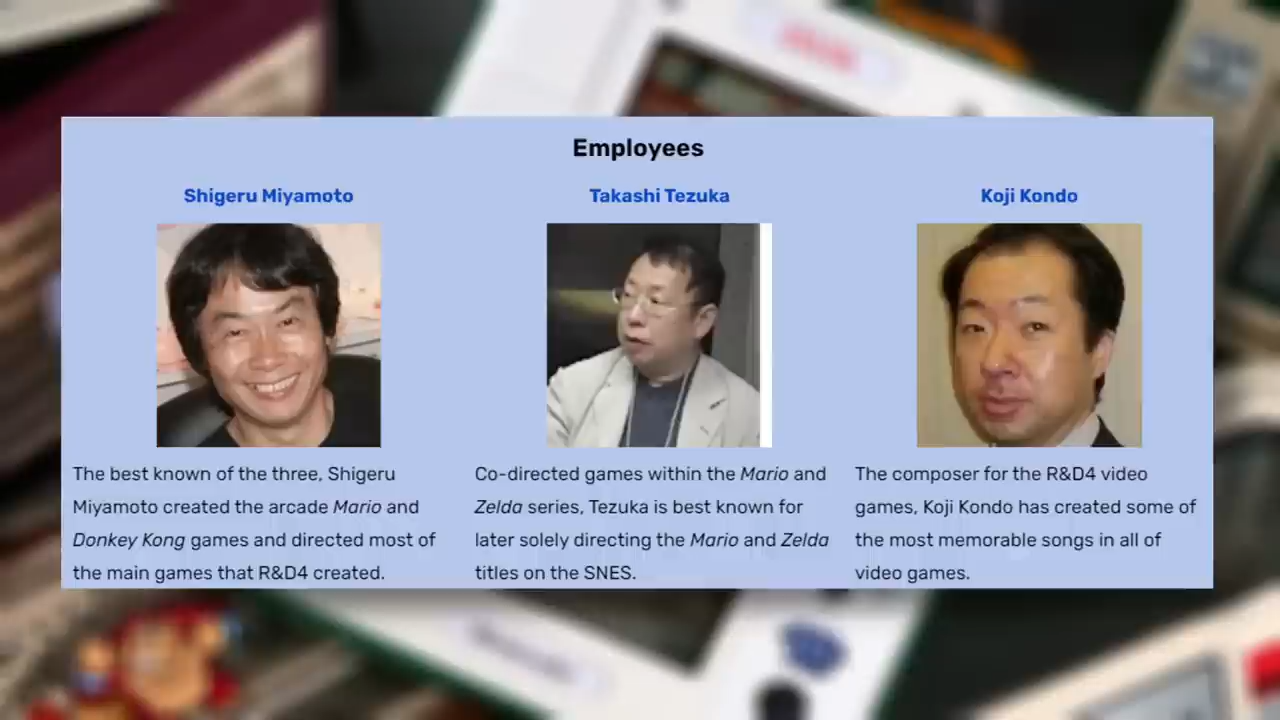 Employees
Shigeru Miyamoto
Takashi Tezuka
Koji Kondo
The best known of the three, Shigeru
Miyamoto created the arcade Mario and
Donkey Kong games and directed most of
the main games that R&D4 created.
Co-directed games within the Mario and
Zelda series, Tezuka is best known for
later solely directing the Mario and Zelda
titles on the SNES.
The composer for the R&D4 video
games, Koji Kondo has created some of
the most memorable songs in all of
video games.